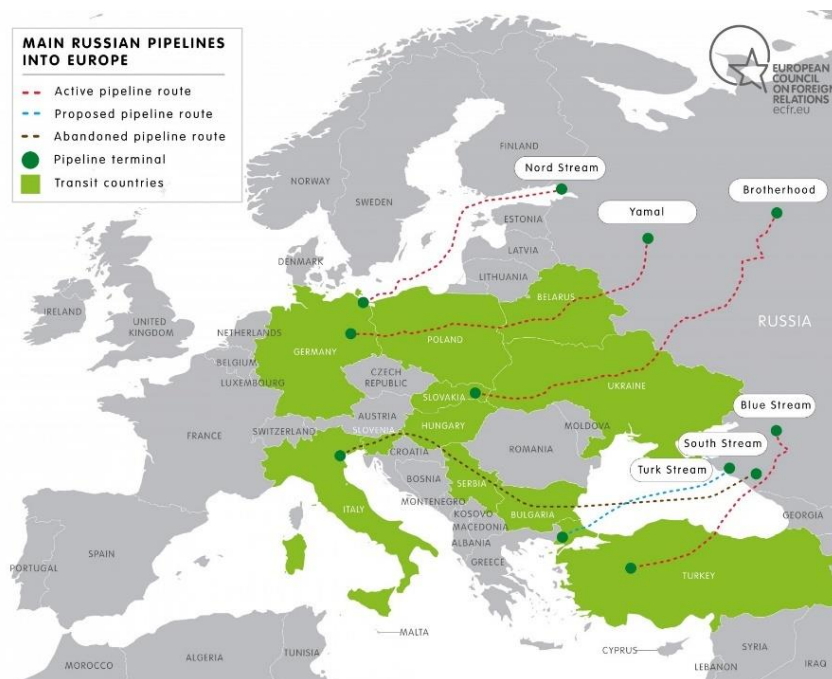 MAIN RUSSIAN PIPELINES
INTO EUROPE
Active pipeline route
Proposed pipeline route
Abandoned pipeline route
Pipeline terminal
Transit countries
EUROPEAN
COUNCIL
ON FOREIGN
RELATIONS
ecfr.eu
FINLAND
Nord Stream
Brotherhood
NORWAY
SWEDEN
Yamal
ESTONIA
LATVIA
DENMARK
LITHUANIA
BELARUS
IRELAND
UNITED
KINGDOM
NETHERLANDS
RUSSIA
POLAND
GERMANY
BELGIUM
LUXEMBOURG
CZECH
REPUBLIC
UKRAINE
SLOVAKIA
Blue Stream
AUSTRIA
HUNGARY
MOLDOVA
SWITZERLAND
SLOVENIA
FRANCE
South Stream
ROMANIA
CROATIA
Turk Stream
BOSNIA
SERBIA
MONTENEGRO
ITALY
KOSOVO
BULGARIA
GEORGIA
MACEDONIA
ALBANIA
SPAIN
GREECE
PORTUGAL
TURKEY
MALTA
SYRIA
CYPRUS
TUNISIA
ALGERIA
MOROCCO
LEBANON
IRAQ